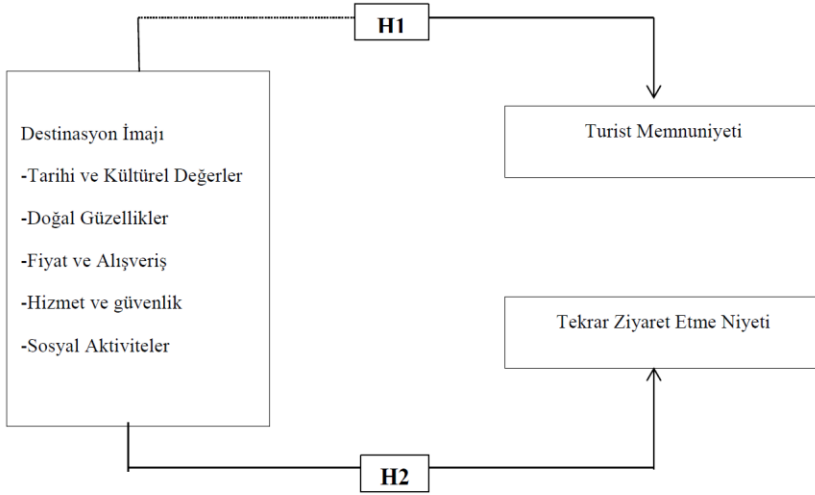 H1
Destinasyon İmajı
-Tarihi ve Kültürel Değerler
-Doğal Güzellikler
-Fiyat ve Alışveriş
-Hizmet ve güvenlik
-Sosyal Aktiviteler
Turist Memnuniyeti
Tekrar Ziyaret Etme Niyeti
H2